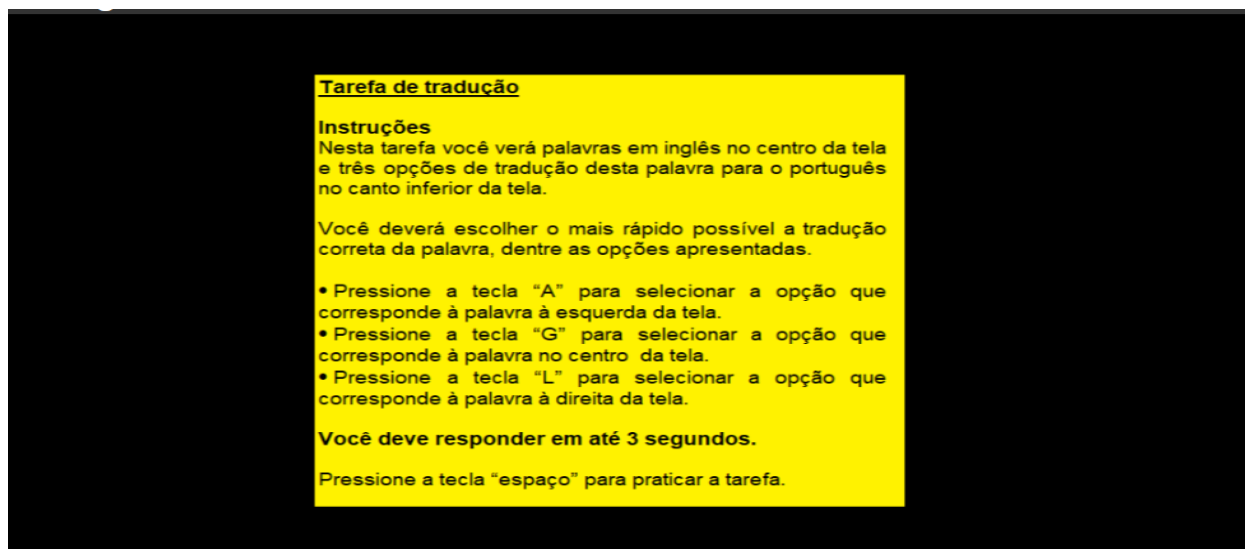 Tarefa de tradução
Instruções
Nesta tarefa você verá palavras em inglês no centro da tela
e três opções de tradução desta palavra para o português
no canto inferior da tela.
Você deverá escolher o mais rápido possível a tradução
correta da palavra, dentre as opções apresentadas.
• Pressione a tecla “A” para selecionar a opção que
corresponde à palavra à esquerda da tela.
• Pressione a tecla “G” para selecionar a opção que
corresponde à palavra no centro da tela.
• Pressione a tecla “L” para selecionar a opção que
corresponde à palavra à direita da tela.
Você deve responder em até 3 segundos.
Pressione a tecla “espaço” para praticar a tarefa.